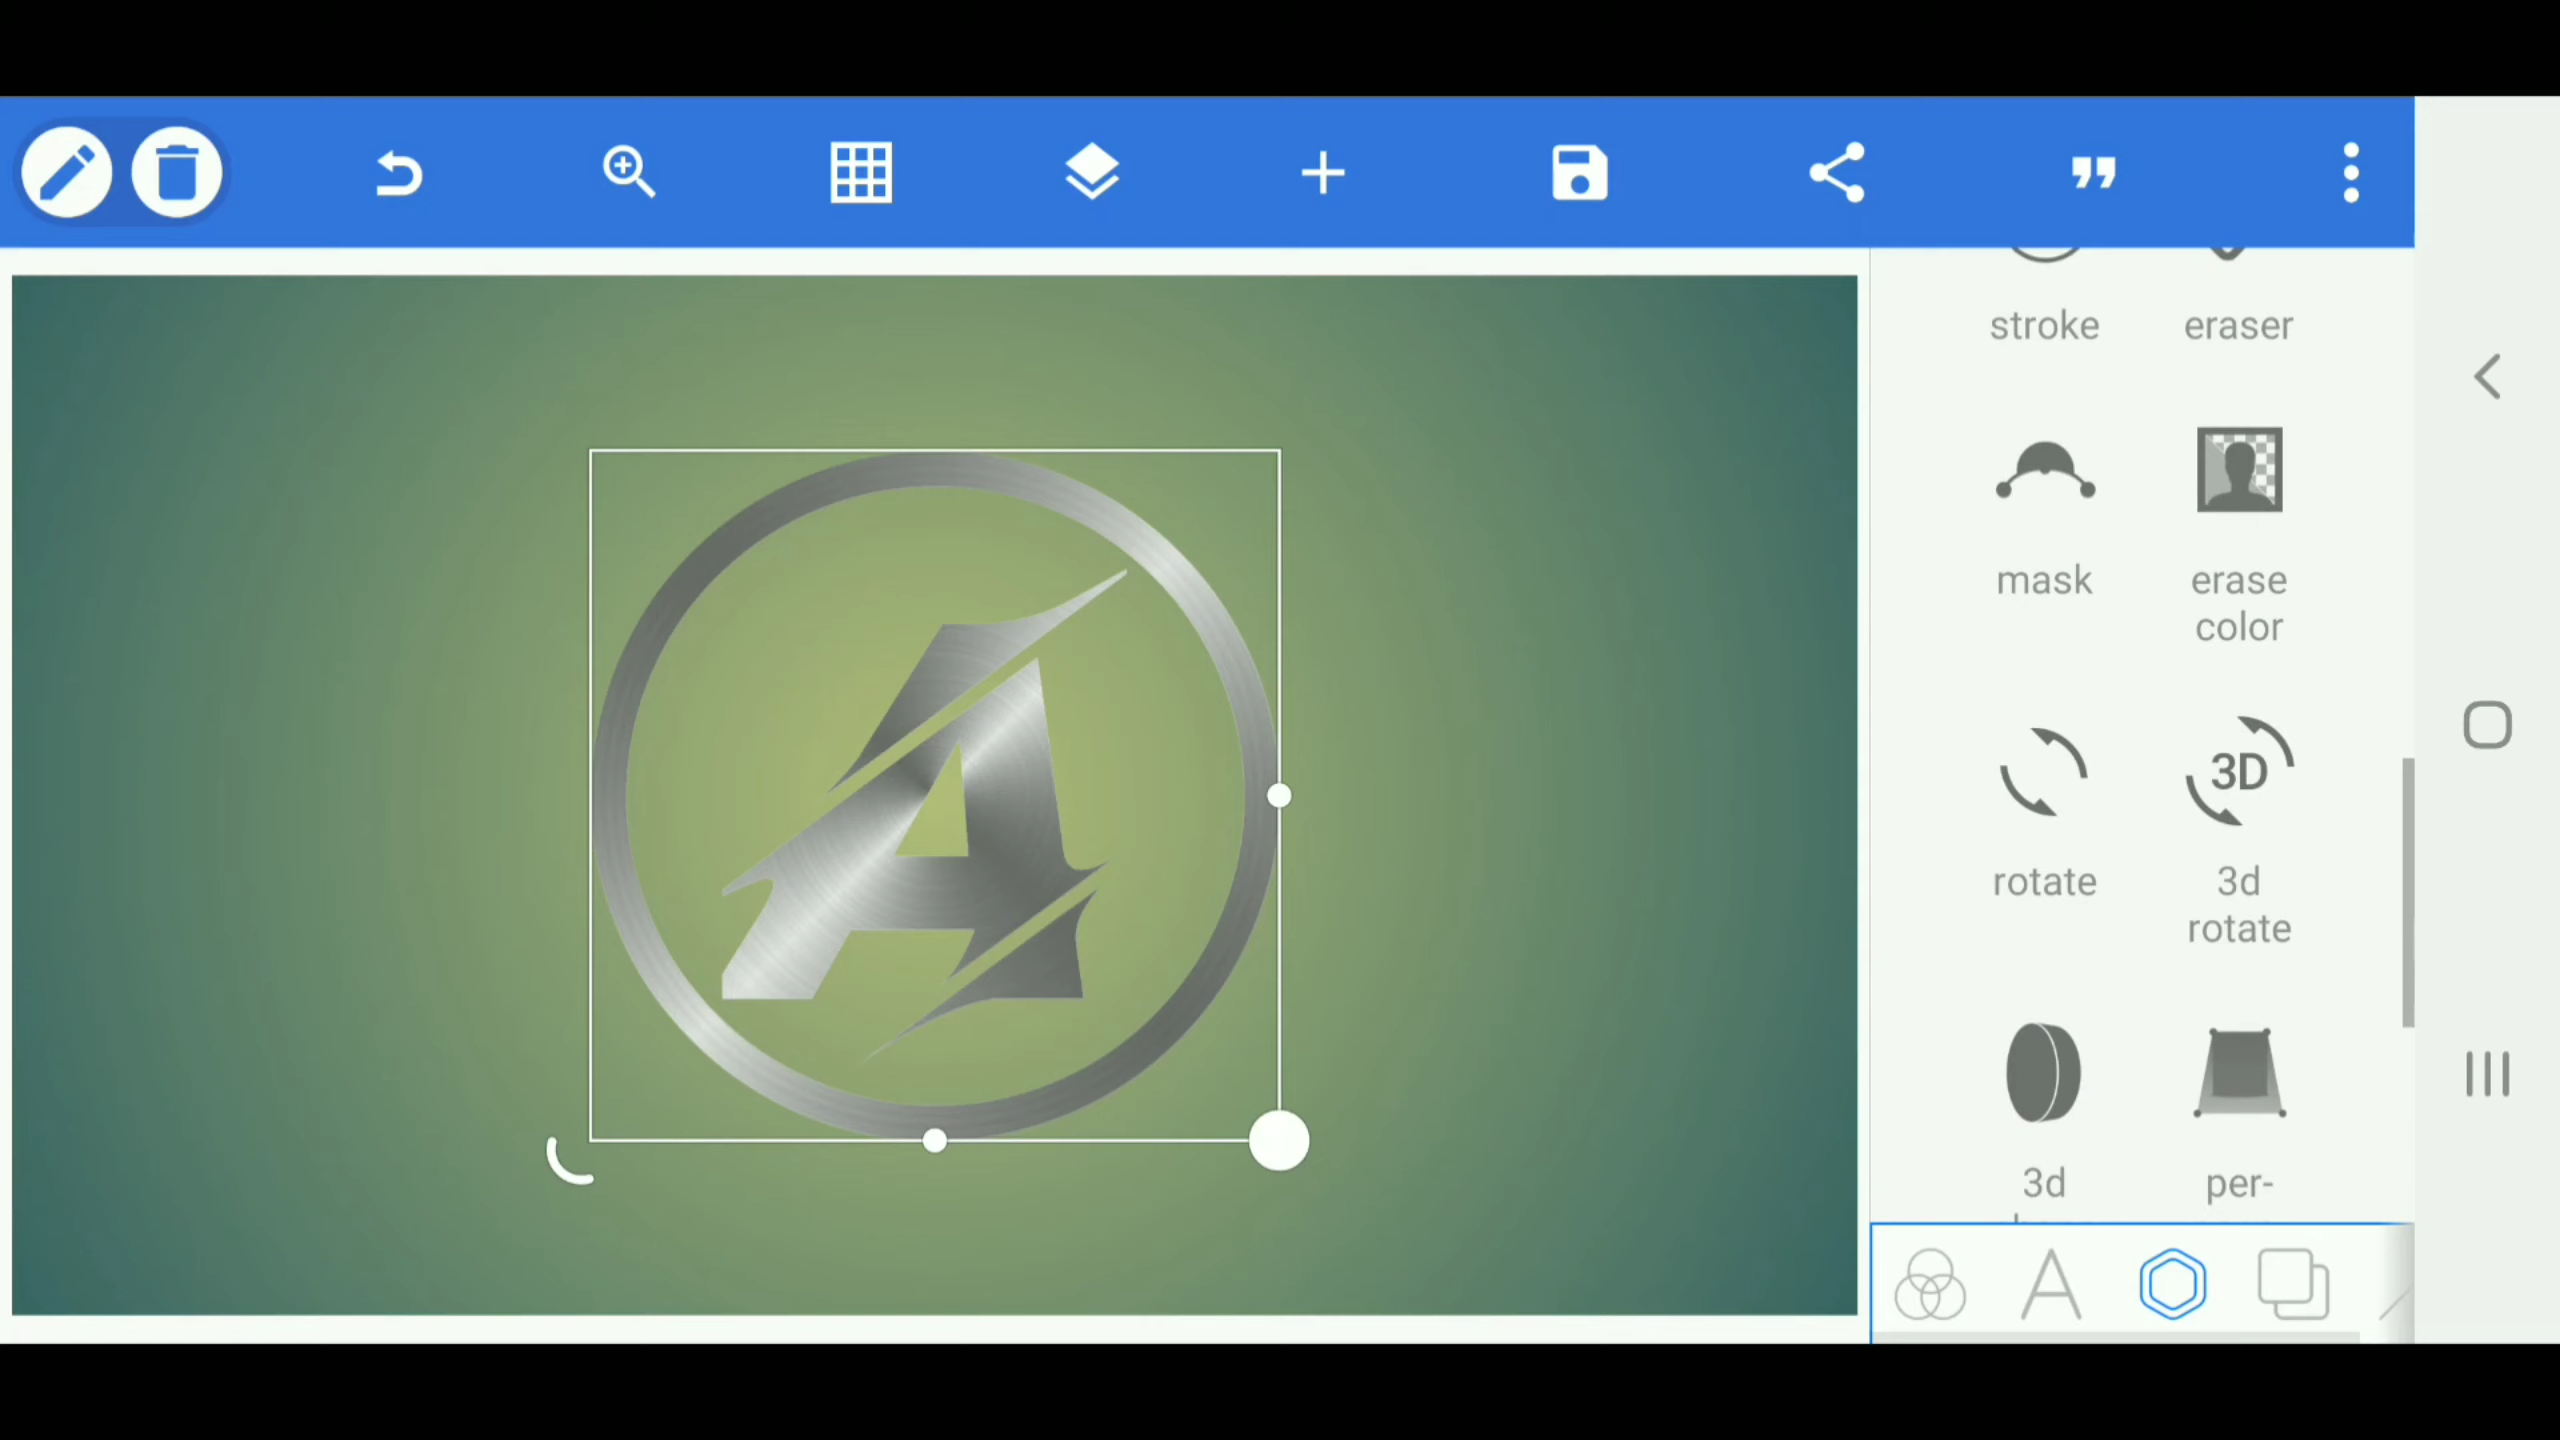 stroke eraser
mask erase
color
3D
rotate 3d
rotate
3d per-
A